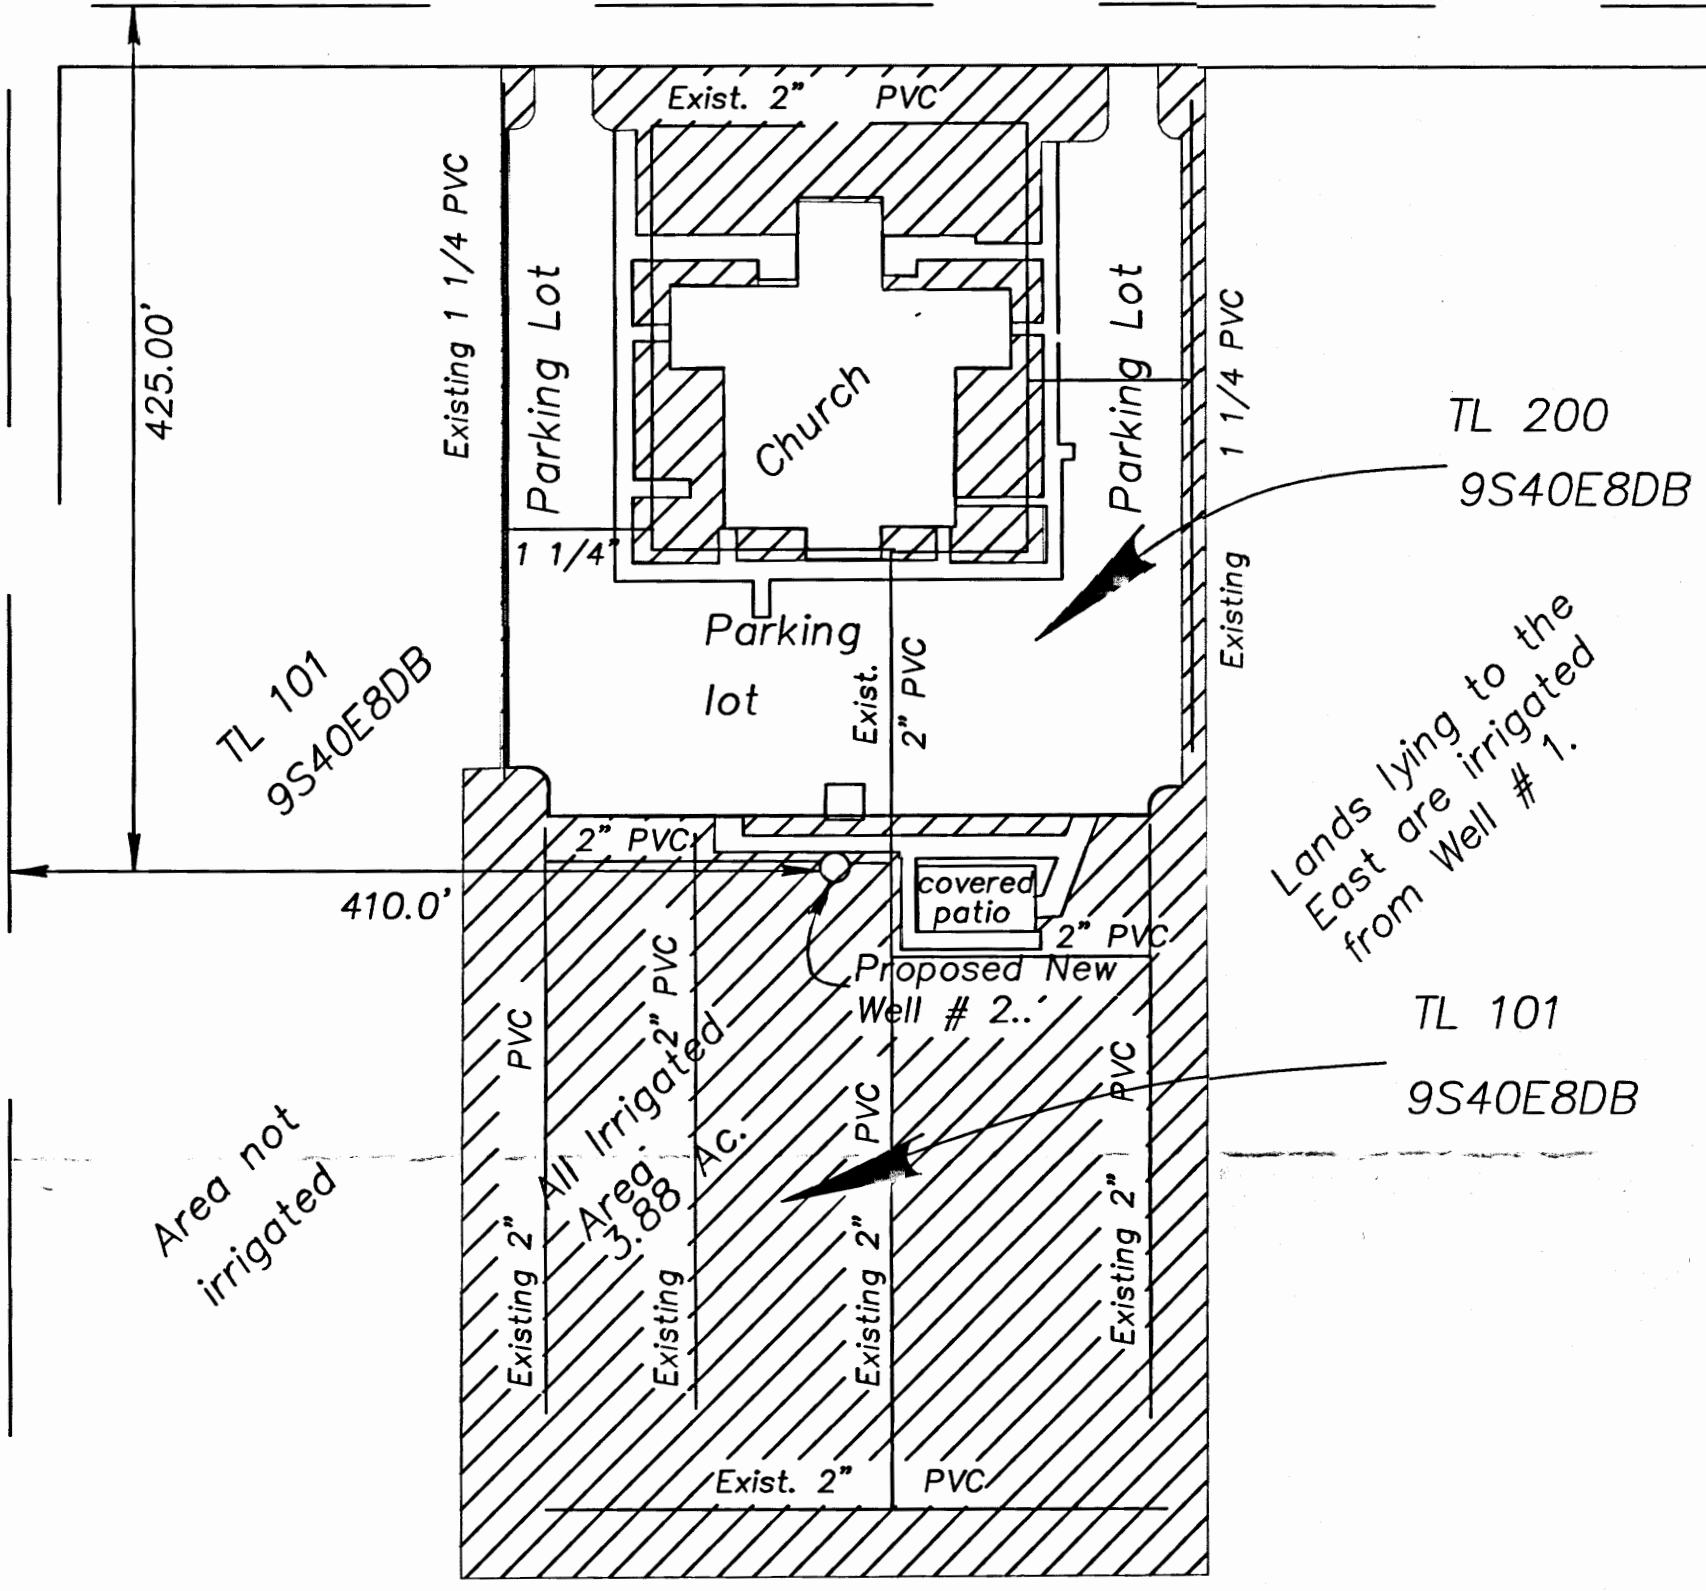 Exist. 2" PVC
425.00'
Existing 1 1/4 PVC
Parking Lot
Church
Parking Lot
Existing 1 1/4 PVC
TL 200
9S40E8DB
1 1/4"
Parking
lot
Exist.
2" PVC
TL 101
9S40E8DB
Lands lying to the
East are irrigated
from Well # 1.
2" PVC
410.0'
covered
patio
2" PVC
Proposed New
Well # 2..
TL 101
9S40E8DB
Area not
irrigated
All Irrigated
Area
3.88 Ac.
Existing 2" PVC
Existing 2" PVC
Existing 2" PVC
Existing 2" PVC
Exist. 2" PVC